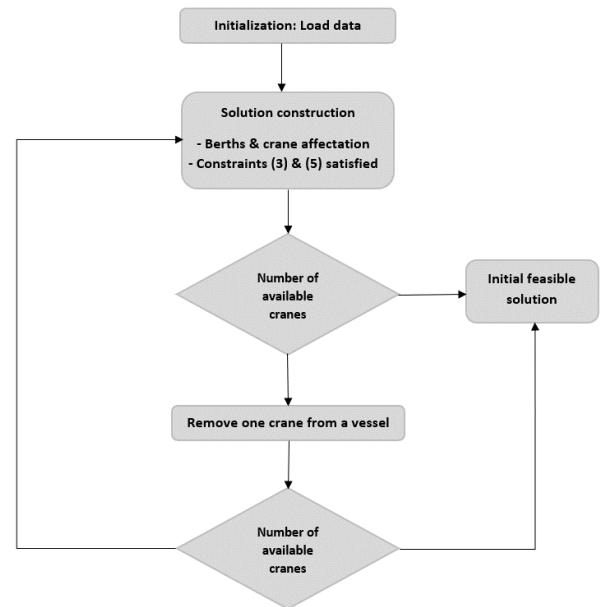 Initialization: Load data
Solution construction
- Berths & crane affectation
- Constraints (3) & (5) satisfied
Number of
available
cranes
Initial feasible
solution
Remove one crane from a vessel
Number of
available
cranes